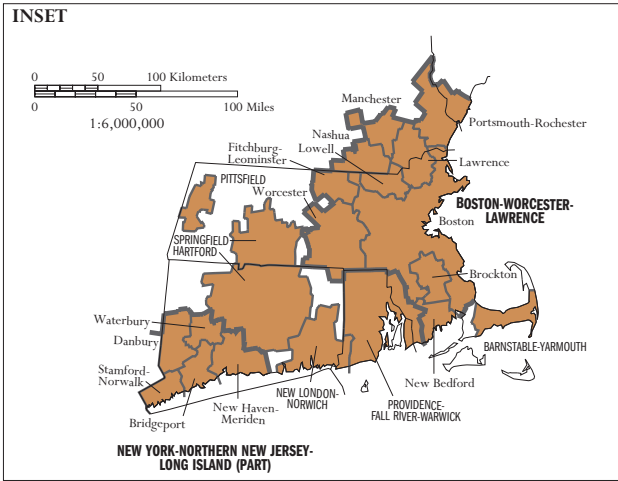 INSET
0 50 100 Kilometers
0 50 100 Miles
1:6,000,000
Manchester
Portsmouth-Rochester
Nashua
Lowell
Fitchburg-
Leominster
Lawrence
PITTSFIELD
Worcester
BOSTON-WORCESTER-
LAWRENCE
Boston
SPRINGFIELD
HARTFORD
Brockton
Waterbury
Danbury
BARNSTABLE-YARMOUTH
Stamford-
Norwalk
New Bedford
NEW LONDON-
NORWICH
PROVIDENCE-
FALL RIVER-WARWICK
New Haven-
Meriden
Bridgeport
NEW YORK-NORTHERN NEW JERSEY-
LONG ISLAND (PART)